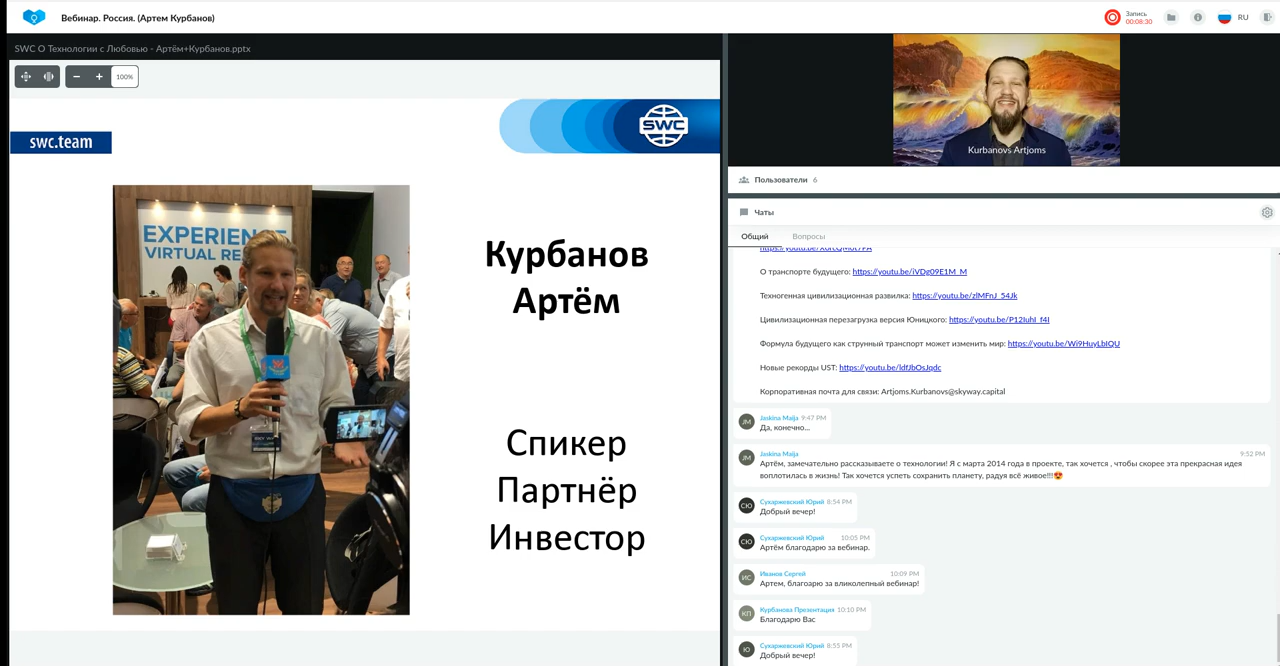 Вебинар. Россия. (Артем Курбанов)
Запись
00:08:30
RU
SWC О Технологии с Любовью - Артём+Курбанов.pptx
100%
swc.team
SWC
EXPERIENCE
VIRTUAL RE
SKY WAY
Курбанов
Артём
Спикер
Партнёр
Инвестор
Kurbanovs Artjoms
Пользователи 6
Чаты
Общий Вопросы
О транспорте будущего: https://youtu.be/iVDg09E1M_M
Техногенная цивилизационная развилка: https://youtu.be/zlMFnJ_54Jk
Цивилизационная перезагрузка версия Юницкого: https://youtu.be/P12IuhI_f4I
Формула будущего как струнный транспорт может изменить мир: https://youtu.be/Wi9HuyLbIQU
Новые рекорды UST: https://youtu.be/ldfJbOsJqdc
Корпоративная почта для связи: Artjoms.Kurbanovs@skyway.capital
JM Jaskina Maija 9:47 PM
Да, конечно...
JM Jaskina Maija 9:52 PM
Артём, замечательно рассказываете о технологии! Я с марта 2014 года в проекте, так хочется , чтобы скорее эта прекрасная идея
воплотилась в жизнь! Так хочется успеть сохранить планету, радуя всё живое!!!😍
СЮ Сухаржевский Юрий 8:54 PM
Добрый вечер!
СЮ Сухаржевский Юрий 10:05 PM
Артём благодарю за вебинар.
ИС Иванов Сергей 10:09 PM
Артем, благоарю за вликолепный вебинар!
КП Курбанова Презентация 10:10 PM
Благодарю Вас
Ю Сухаржевский Юрий 8:55 PM
Добрый вечер!